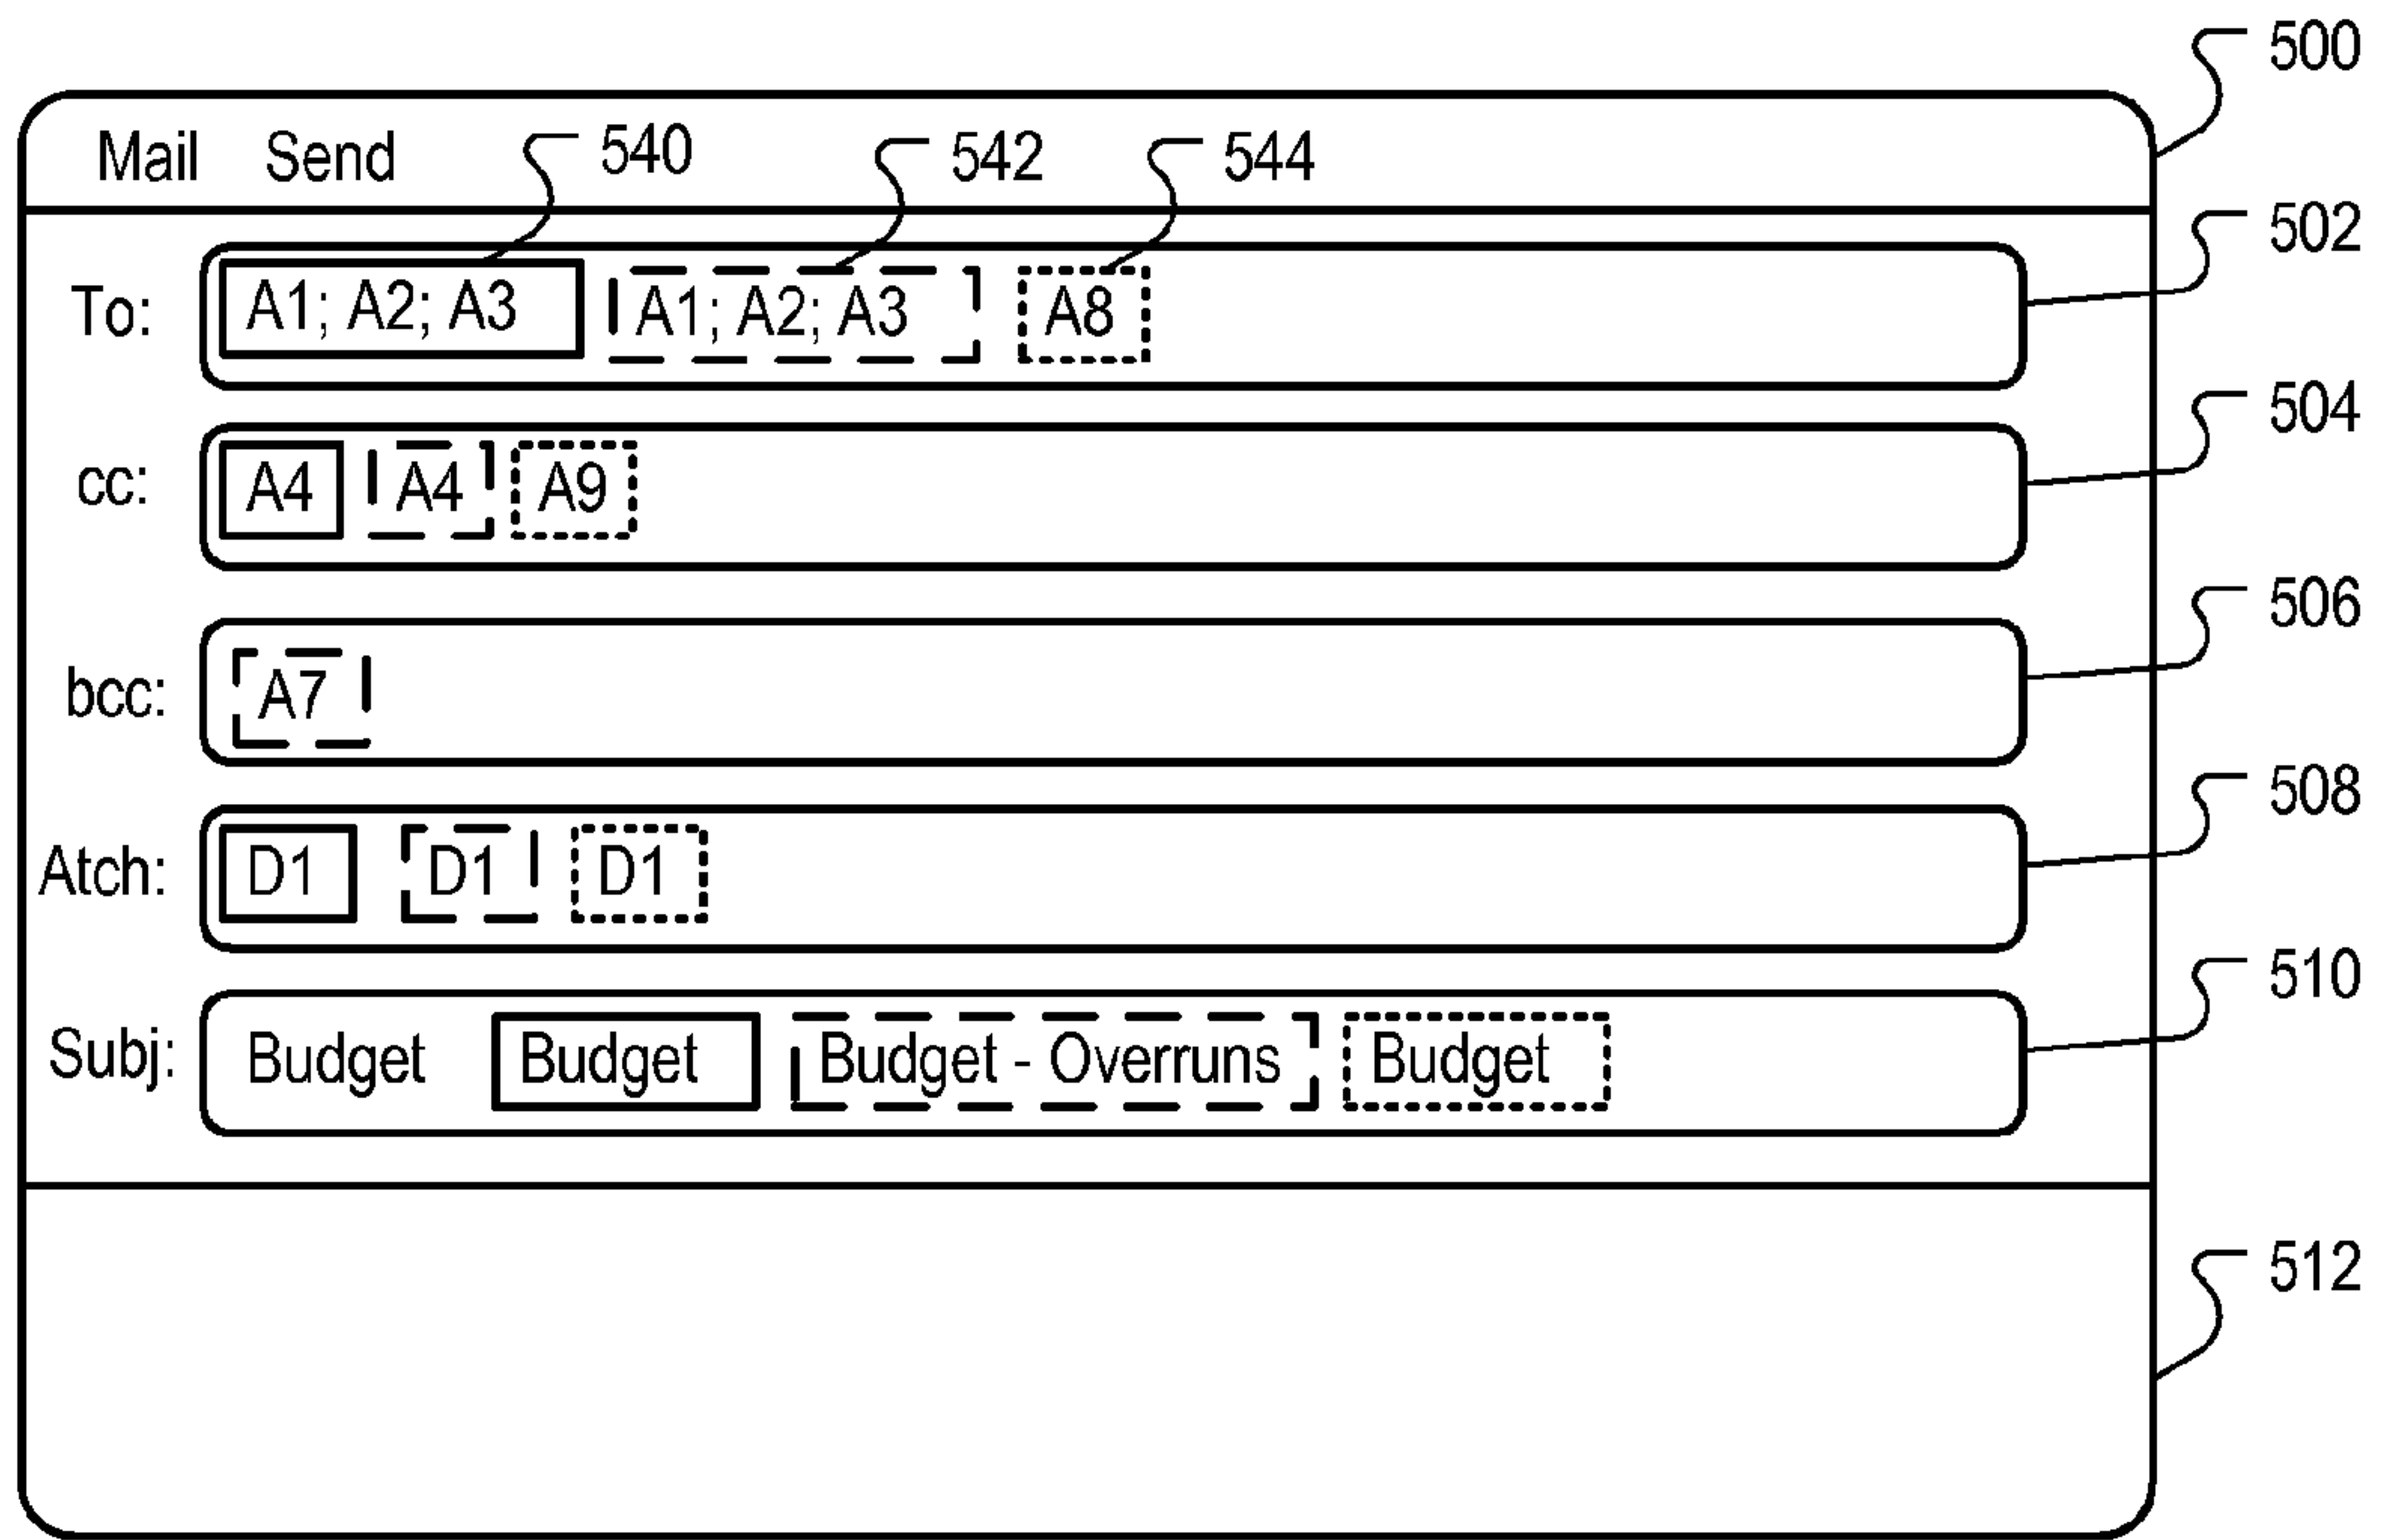 500
Mail Send 540 542 544
502
To: A1; A2; A3 A1; A2; A3 A8
504
cc: A4 A4 A9
506
bcc: A7
508
Atch: D1 D1 D1
510
Subj: Budget Budget Budget - Overruns Budget
512